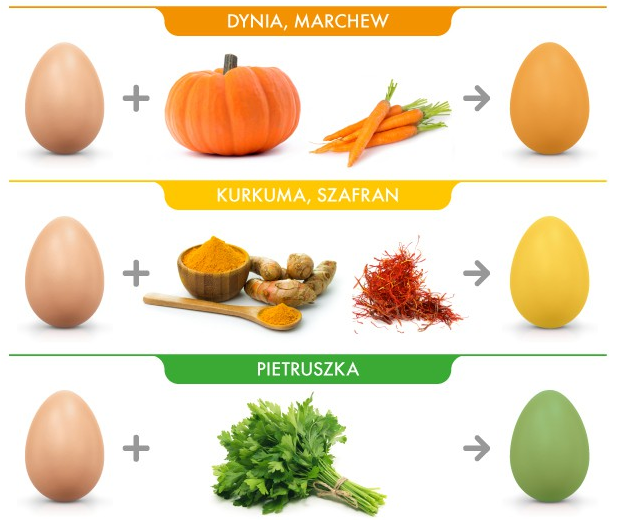 DYNIA, MARCHEW
KURKUMA, SZAFRAN
PIETRUSZKA